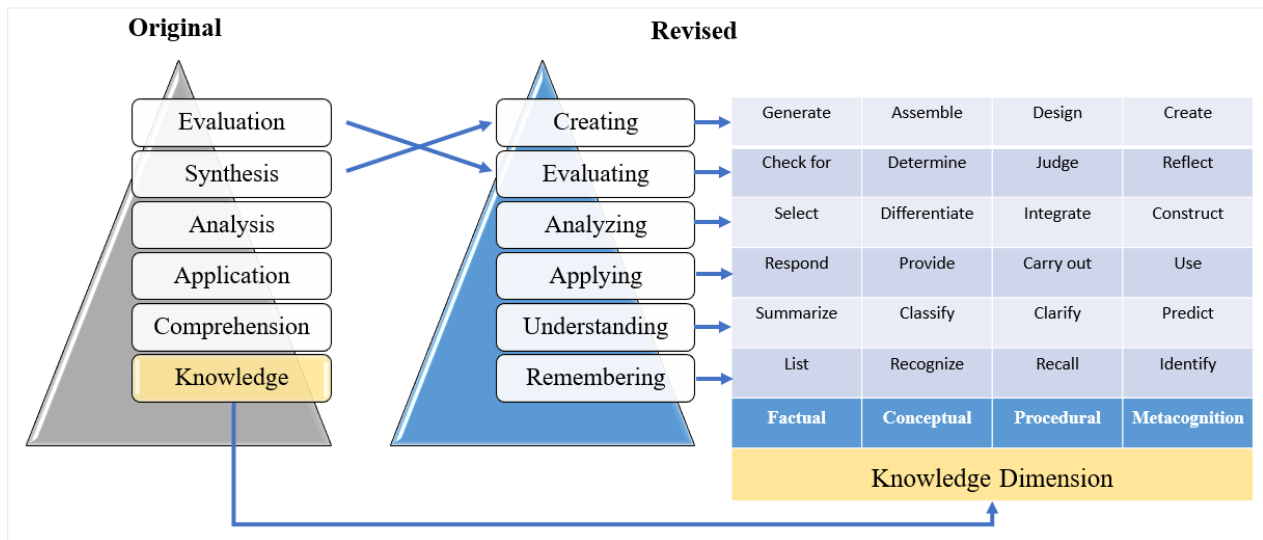 Original
Revised
Evaluation
Synthesis
Analysis
Application
Comprehension
Knowledge
Creating
Evaluating
Analyzing
Applying
Understanding
Remembering
Generate Assemble Design Create
Check for Determine Judge Reflect
Select Differentiate Integrate Construct
Respond Provide Carry out Use
Summarize Classify Clarify Predict
List Recognize Recall Identify
Factual Conceptual Procedural Metacognition
Knowledge Dimension